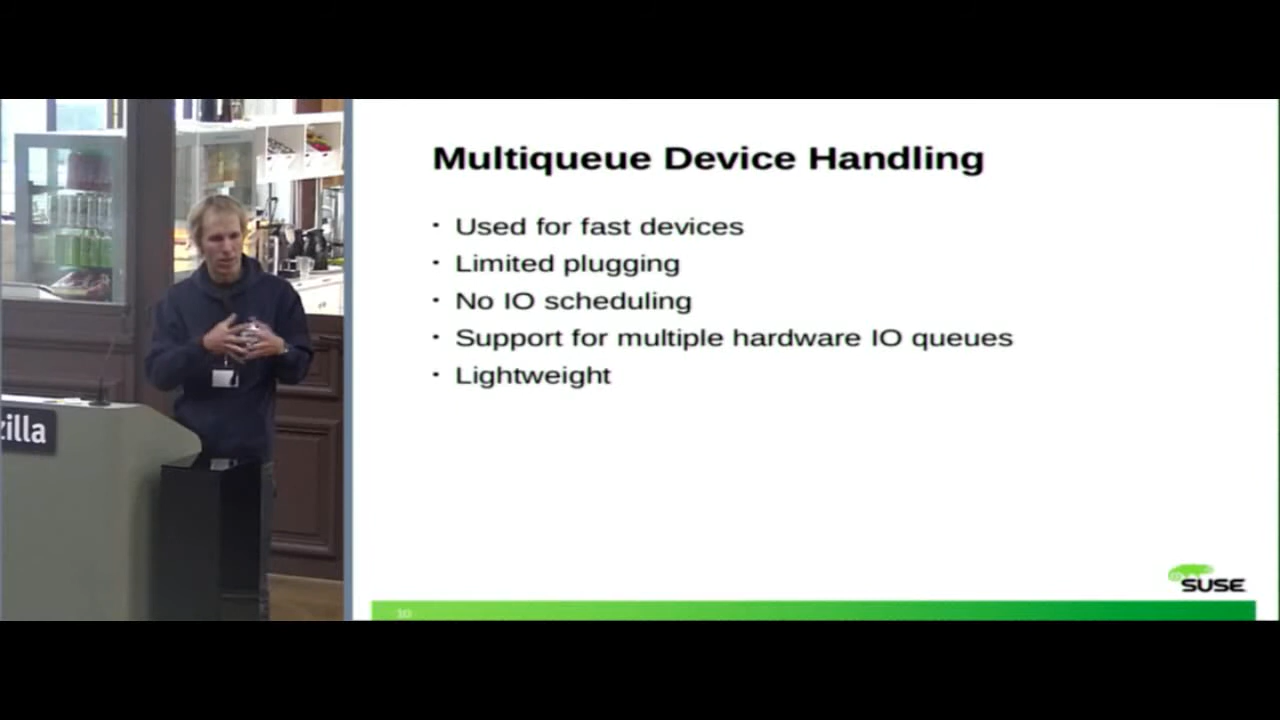 Multiqueue Device Handling
· Used for fast devices
· Limited plugging
· No IO scheduling
· Support for multiple hardware IO queues
· Lightweight
zilla
SUSE
10